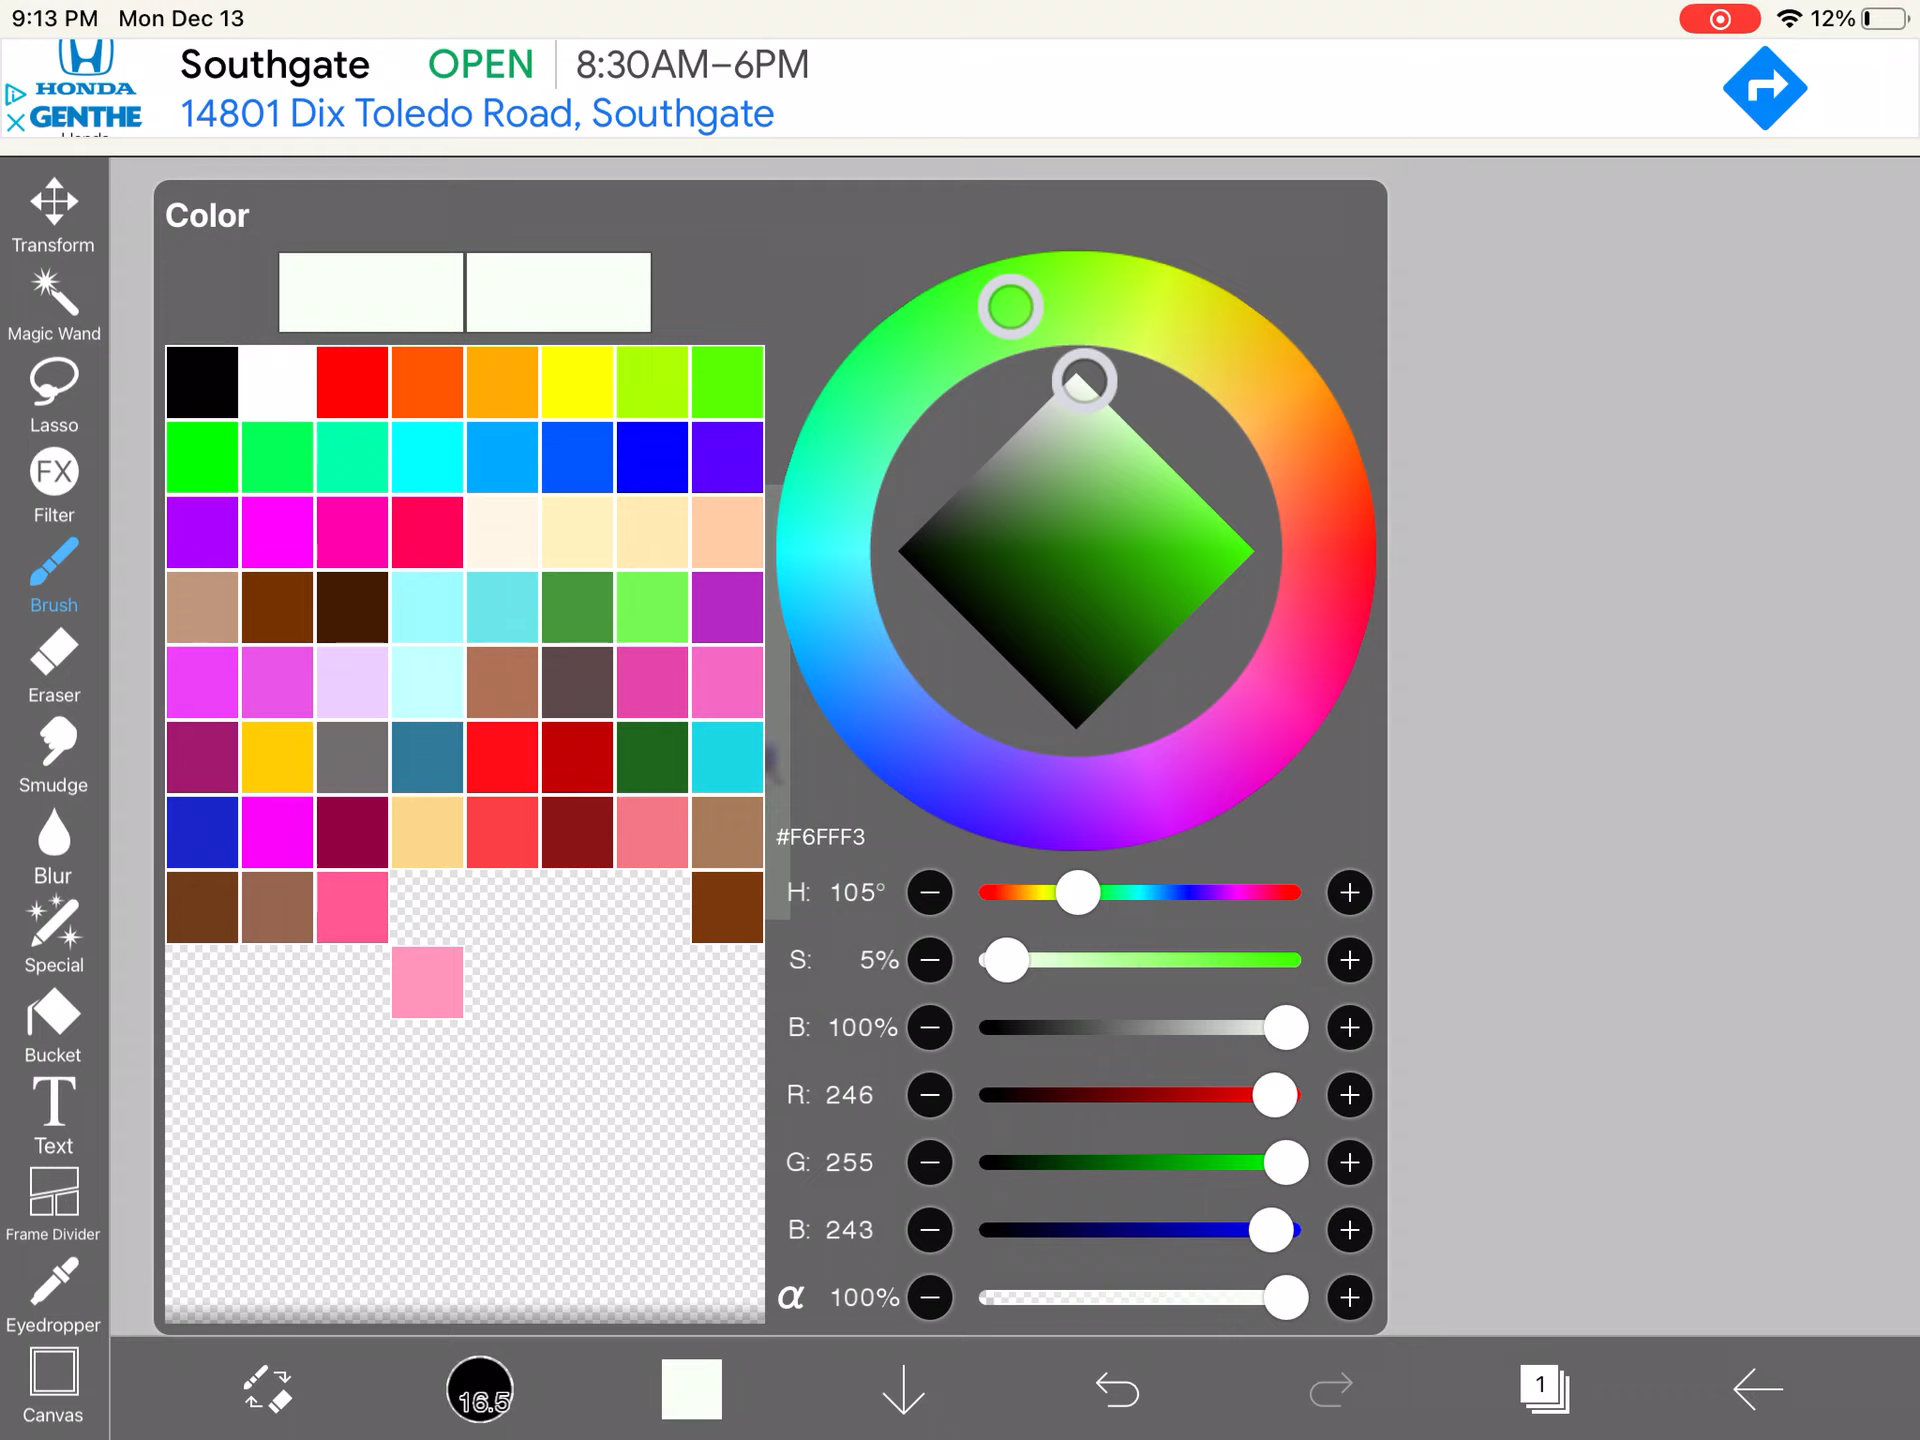 9:13 PM Mon Dec 13
12%
HONDA
GENTHE
Southgate OPEN 8:30AM–6PM
14801 Dix Toledo Road, Southgate
Transform
Magic Wand
Lasso
FX
Filter
Brush
Eraser
Smudge
Blur
Special
Bucket
T
Text
Frame Divider
Eyedropper
Canvas
Color
#F6FFF3
H: 105°
S: 5%
B: 100%
R: 246
G: 255
B: 243
α 100%
16.5
1